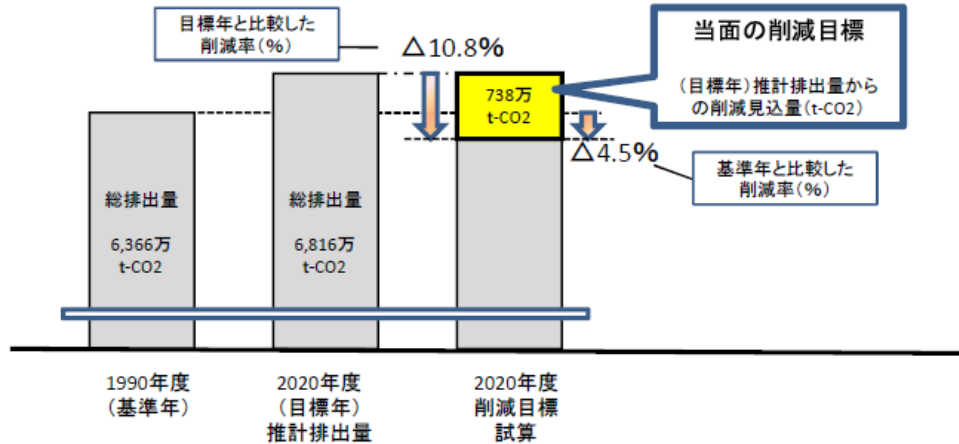 目標年と比較した
削減率(%)
△10.8%
当面の削減目標
(目標年)推計排出量から
の削減見込量(t-CO2)
738万
t-CO2
△4.5%
基準年と比較した
削減率(%)
総排出量
6,366万
t-CO2
総排出量
6,816万
t-CO2
1990年度
(基準年)
2020年度
(目標年)
推計排出量
2020年度
削減目標
試算